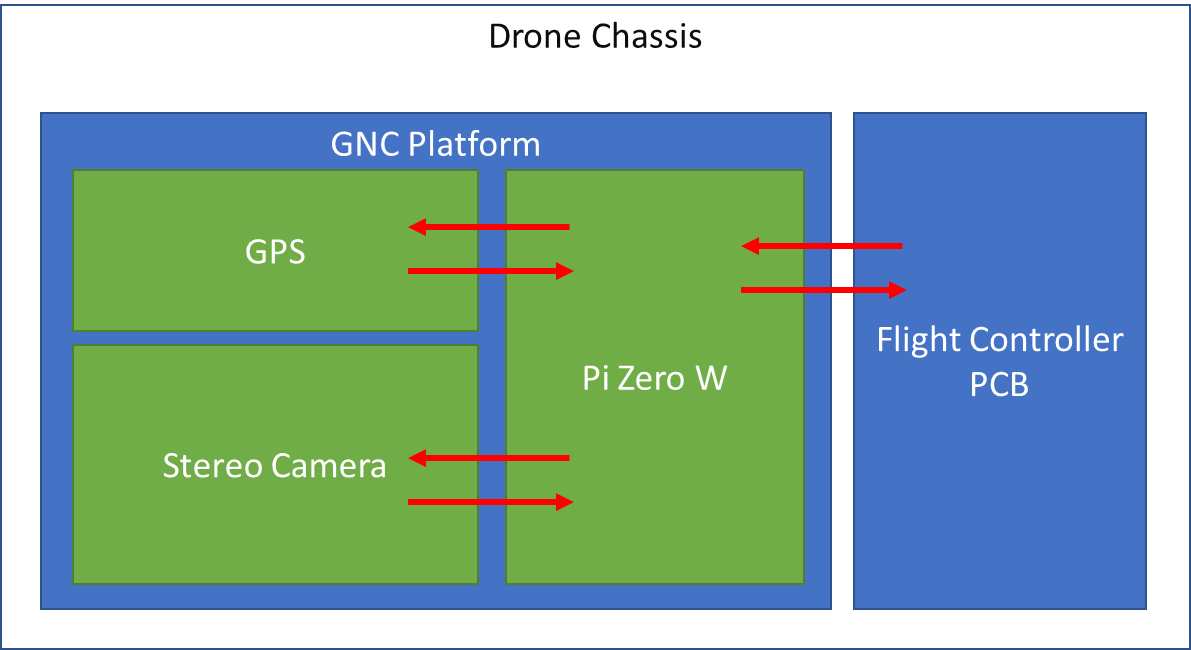 Drone Chassis
GNC Platform
GPS
Stereo Camera
Pi Zero W
Flight Controller
PCB